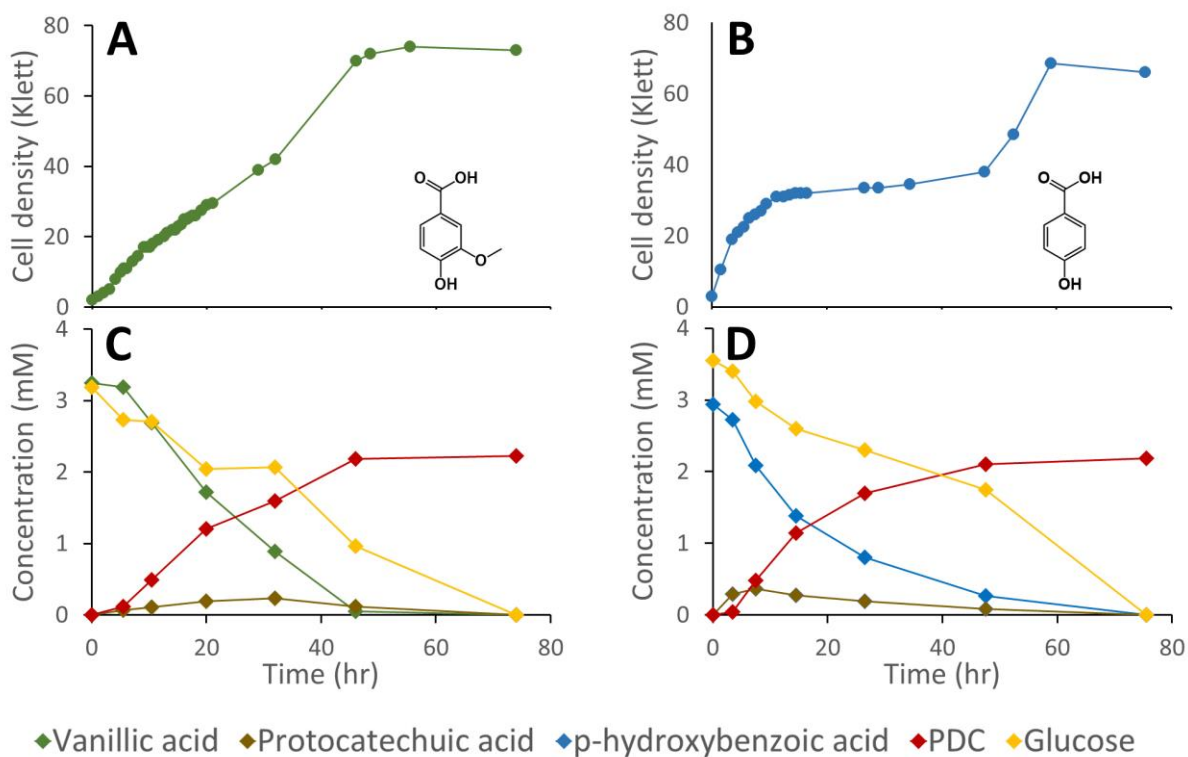 A
B
Cell density (Klett)
80
60
40
20
0
O
OH
O
OH
Cell density (Klett)
80
60
40
20
0
O
OH
OH
C
D
Concentration (mM)
4
3
2
1
0
0 20 40 60 80
Time (hr)
Concentration (mM)
4
3
2
1
0
0 20 40 60 80
Time (hr)
Vanillic acid Protocatechuic acid p-hydroxybenzoic acid PDC Glucose